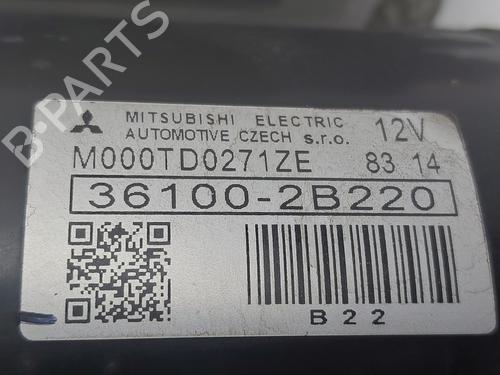 MITSUBISHI ELECTRIC
AUTOMOTIVE CZECH s.r.o. 12V
M000TD0271ZE 83 14
36100-2B220
B22
B-PARTS